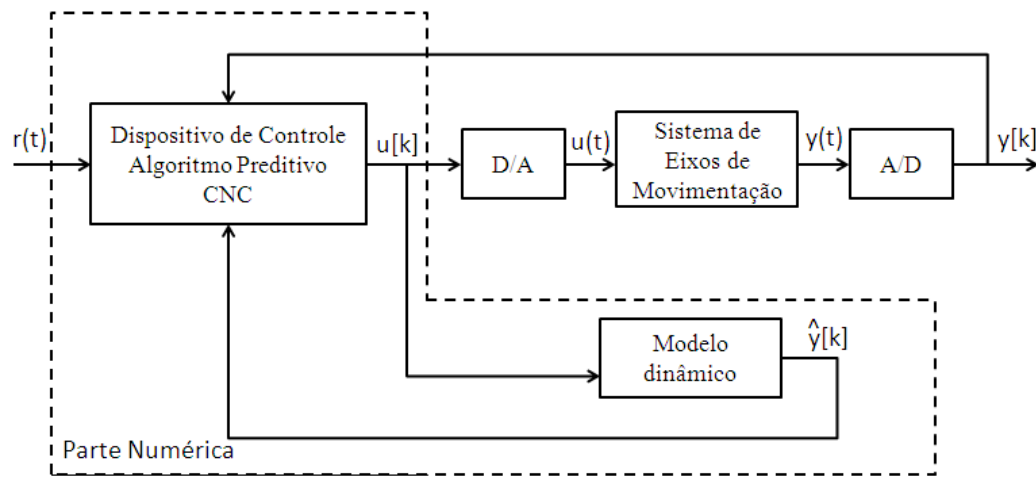 r(t)
Dispositivo de Controle
Algoritmo Preditivo
CNC
u[k]
D/A
u(t)
Sistema de
Eixos de
Movimentação
y(t)
A/D
y[k]
Modelo
dinâmico
ŷ[k]
Parte Numérica